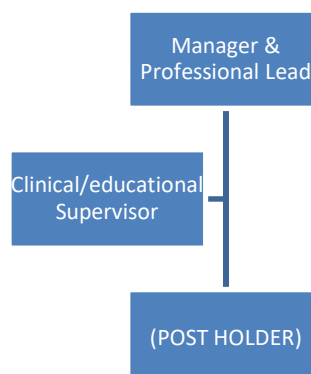 Manager &
Professional Lead
Clinical/educational
Supervisor
(POST HOLDER)